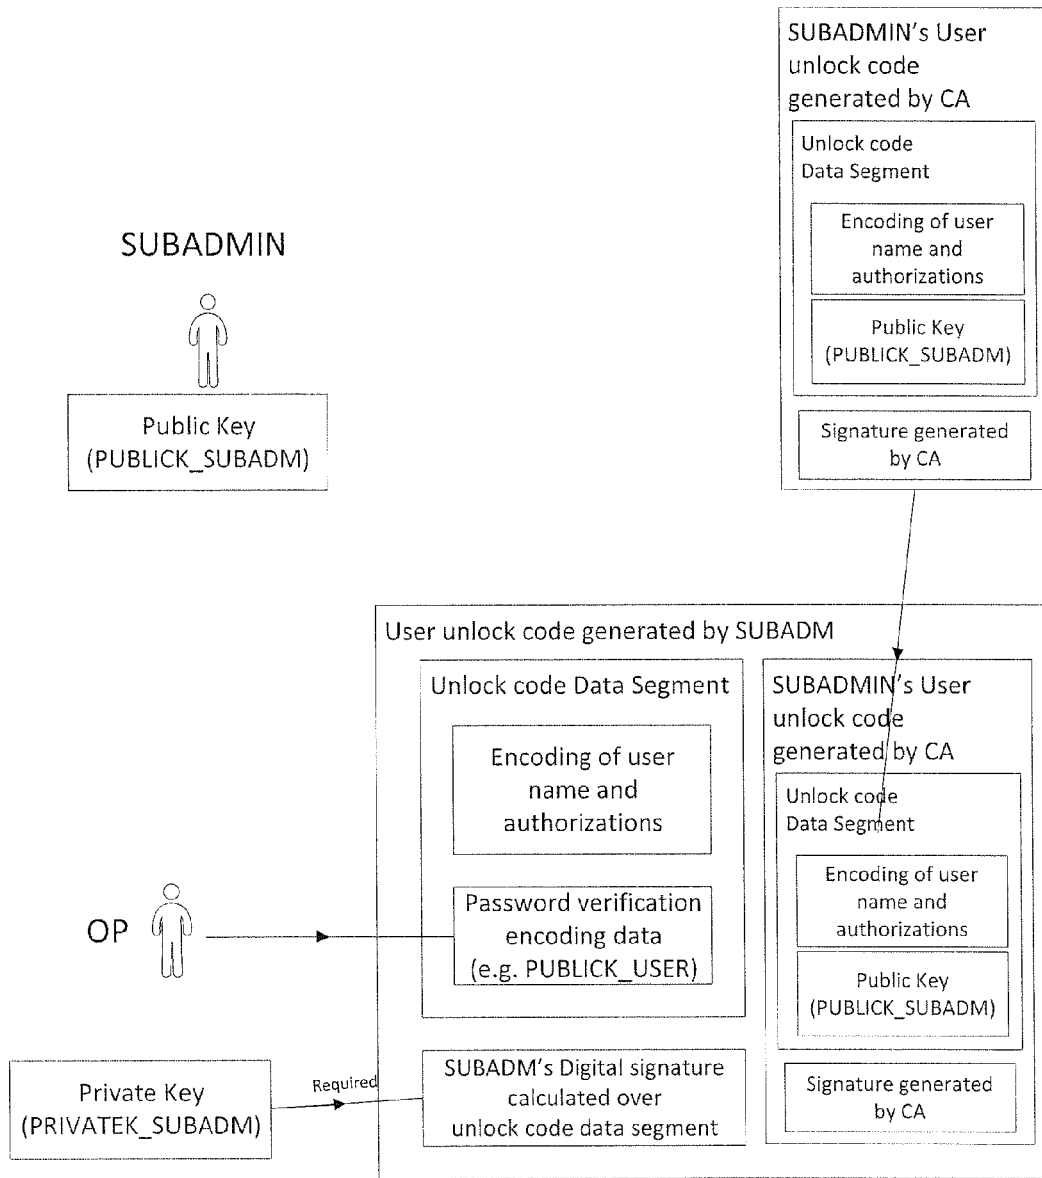 SUBADMIN's User
unlock code
generated by CA
Unlock code
Data Segment
Encoding of user
name and
authorizations
Public Key
(PUBLICK_SUBADM)
Signature generated
by CA
SUBADMIN
Public Key
(PUBLICK_SUBADM)
User unlock code generated by SUBADM
Unlock code Data Segment
Encoding of user
name and
authorizations
Password verification
encoding data
(e.g. PUBLICK_USER)
SUBADM's Digital signature
calculated over
unlock code data segment
SUBADMIN's User
unlock code
generated by CA
Unlock code
Data Segment
Encoding of user
name and
authorizations
Public Key
(PUBLICK_SUBADM)
Signature generated
by CA
OP
Private Key
(PRIVATEK_SUBADM)
Required